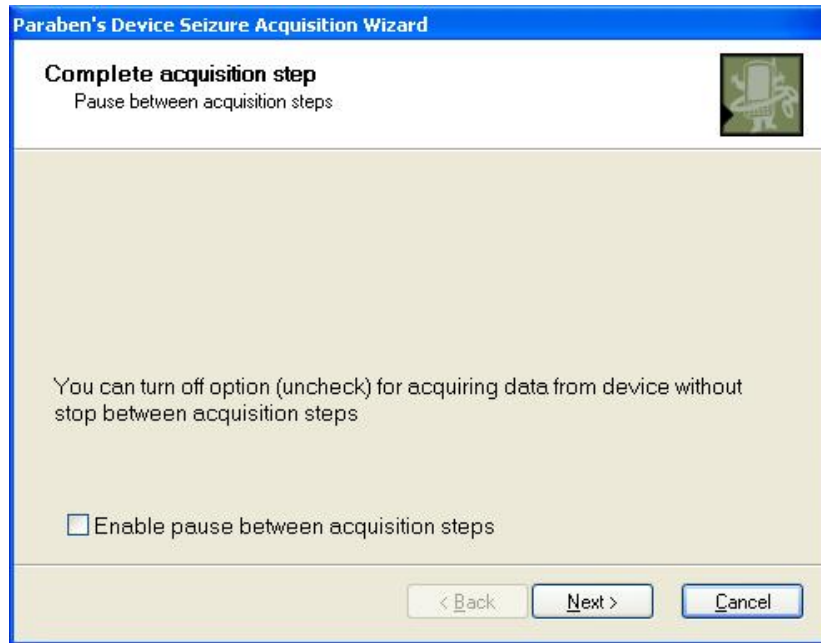 Paraben's Device Seizure Acquisition Wizard
Complete acquisition step
Pause between acquisition steps
You can turn off option (uncheck) for acquiring data from device without
stop between acquisition steps
Enable pause between acquisition steps
< Back Next > Cancel